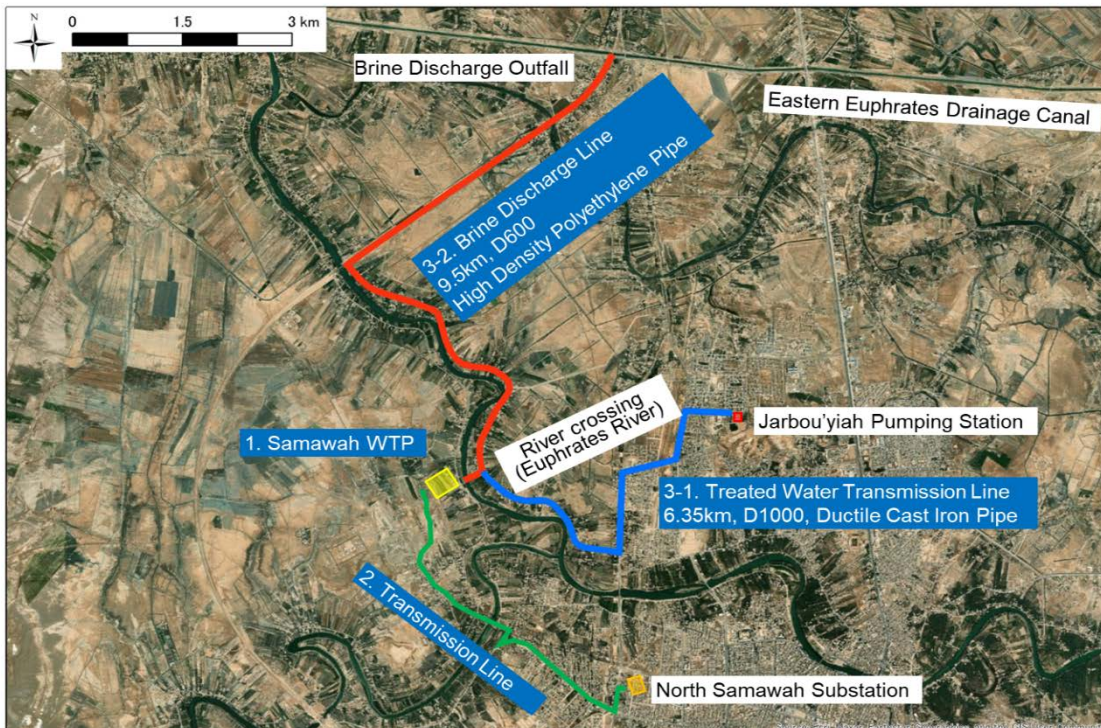 N
0 1.5 3 km
Brine Discharge Outfall
Eastern Euphrates Drainage Canal
3-2. Brine Discharge Line
9.5km, D600
High Density Polyethylene Pipe
River crossing
(Euphrates River)
Jarbou’yiah Pumping Station
1. Samawah WTP
3-1. Treated Water Transmission Line
6.35km, D1000, Ductile Cast Iron Pipe
2. Transmission Line
North Samawah Substation